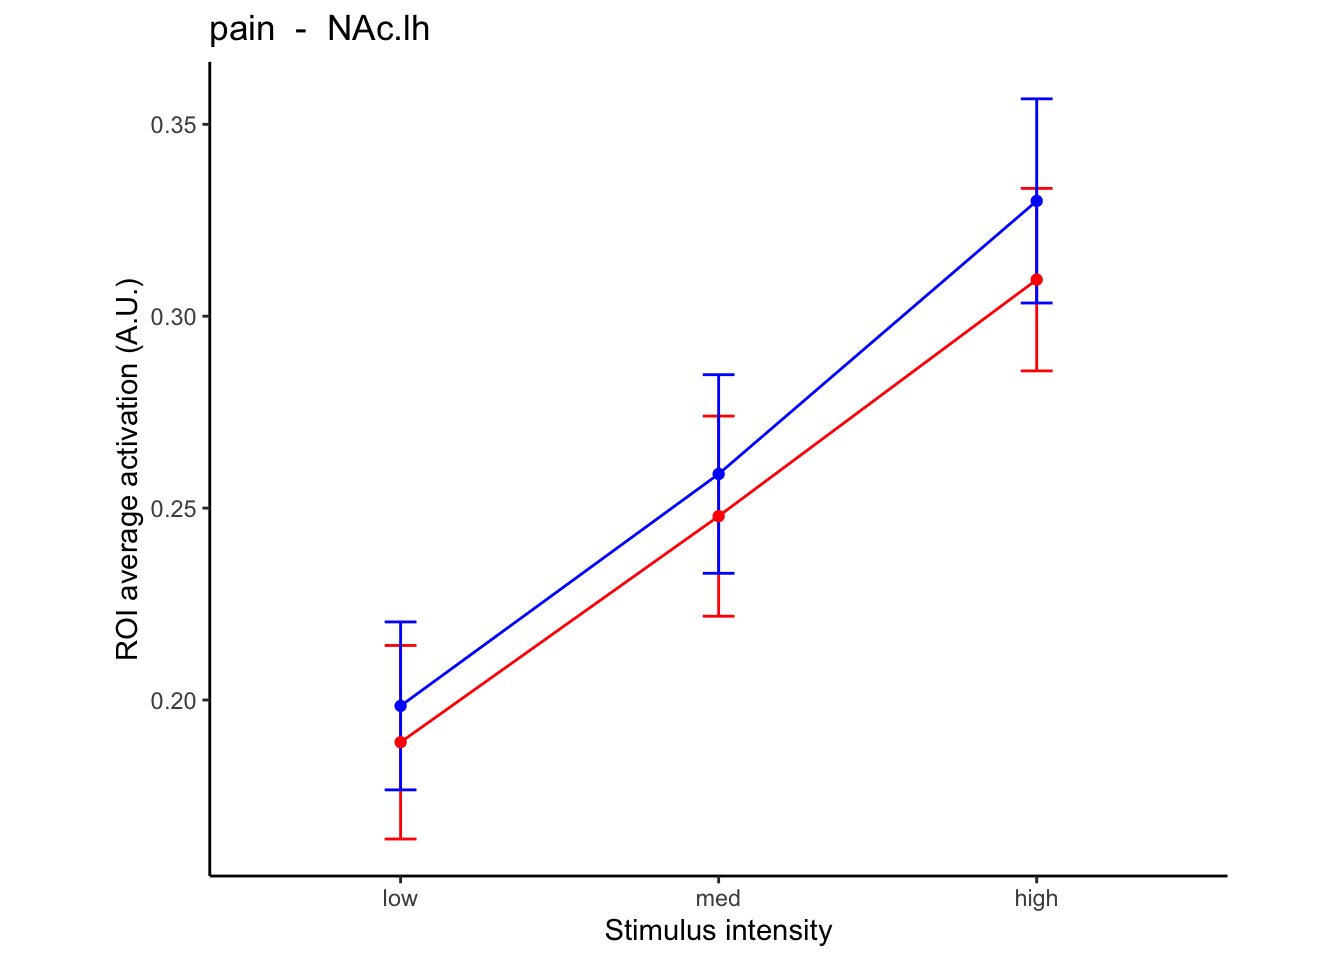 pain - NAc.lh
ROI average activation (A.U.)
0.35
0.30
0.25
0.20
low med high
Stimulus intensity